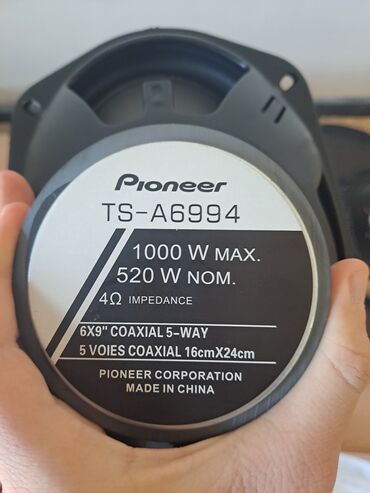 Pioneer
TS-A6994
1000 W MAX.
520 W NOM.
4Ω IMPEDANCE
6X9" COAXIAL 5-WAY
5 VOIES COAXIAL 16cmX24cm
PIONEER CORPORATION
MADE IN CHINA